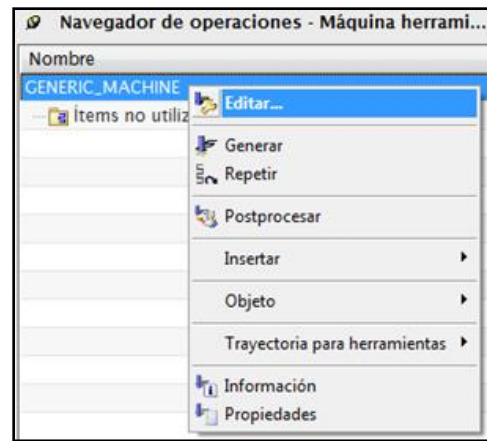 Navegador de operaciones - Máquina herrami...
Nombre
GENERIC_MACHINE
Ítems no utiliz
Editar...
Generar
Repetir
Postprocesar
Insertar
Objeto
Trayectoria para herramientas
Información
Propiedades